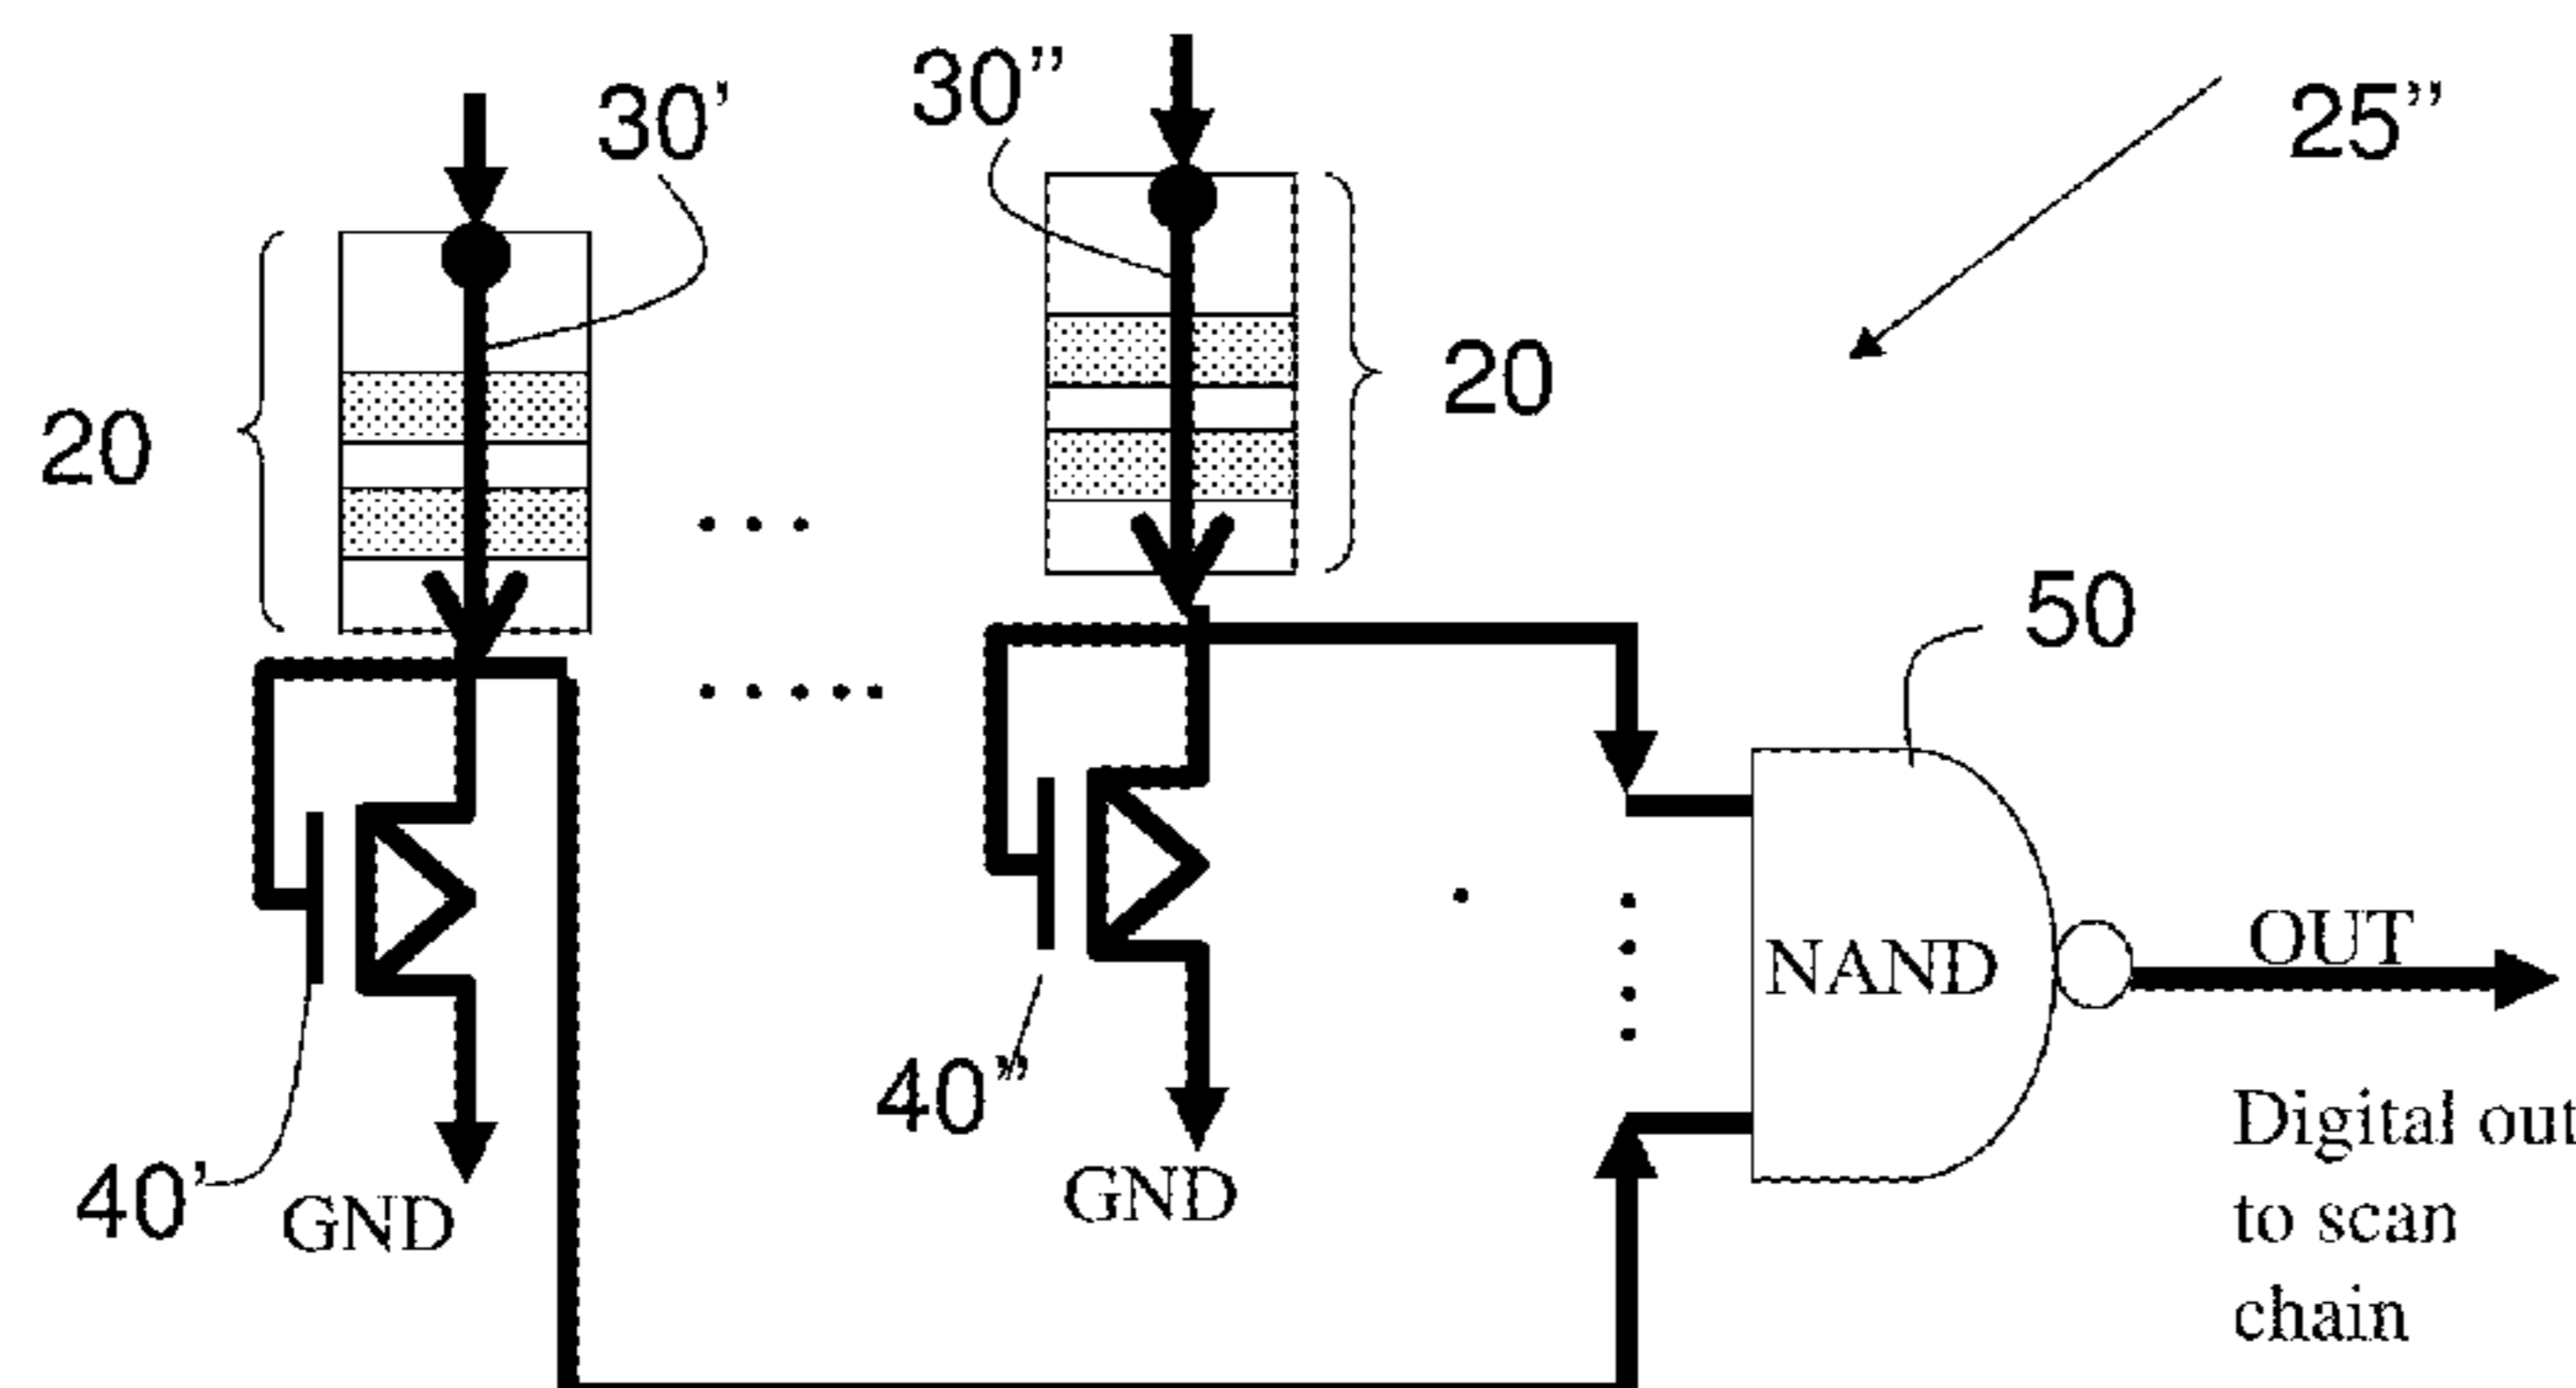 30'
30”
25”
20
20
50
NAND
OUT
40'
GND
40”
GND
Digital out
to scan
chain